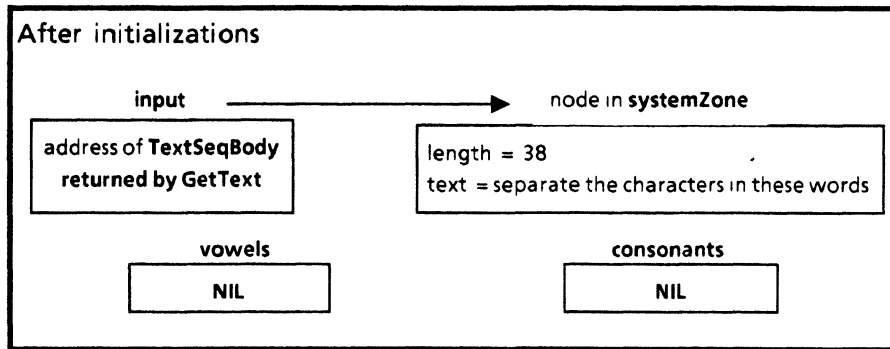 After initializations
input
node in systemZone
address of TextSeqBody
returned by GetText
length = 38
text = separate the characters in these words
vowels
consonants
NIL
NIL